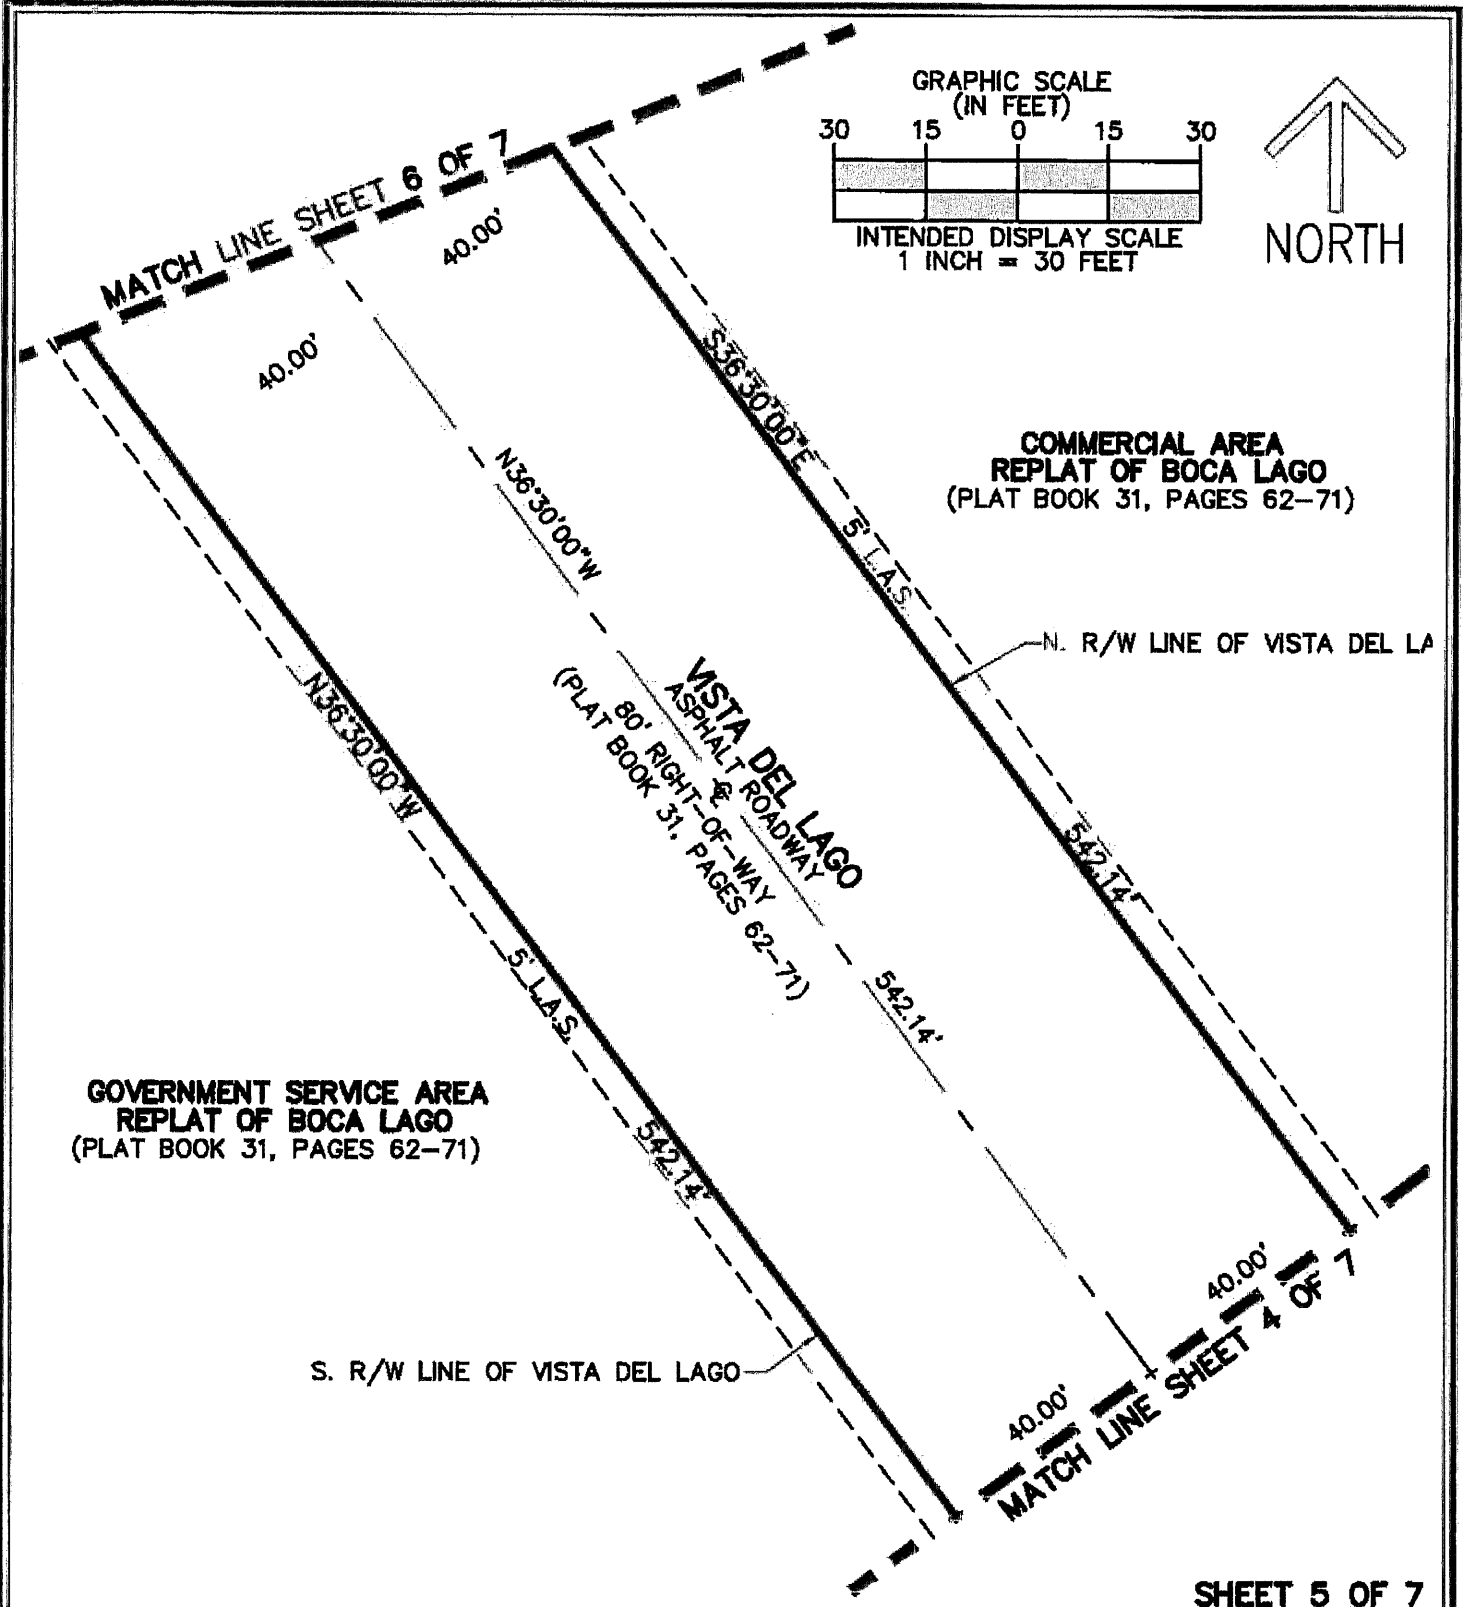 GRAPHIC SCALE
(IN FEET)
30 15 0 15 30
INTENDED DISPLAY SCALE
1 INCH = 30 FEET
NORTH
MATCH LINE SHEET 6 OF 7
40.00'
40.00'
S36°30'00"E
N36°30'00"W
COMMERCIAL AREA
REPLAT OF BOCA LAGO
(PLAT BOOK 31, PAGES 62-71)
5' L.A.S.
N. R/W LINE OF VISTA DEL LA
N36°30'00"W
VISTA DEL LAGO
ASPHALT ROADWAY
℄
80' RIGHT-OF-WAY
(PLAT BOOK 31, PAGES 62-71)
542.14'
5' L.A.S.
542.14'
GOVERNMENT SERVICE AREA
REPLAT OF BOCA LAGO
(PLAT BOOK 31, PAGES 62-71)
542.14'
S. R/W LINE OF VISTA DEL LAGO
40.00'
40.00'
MATCH LINE SHEET 4 OF 7
SHEET 5 OF 7